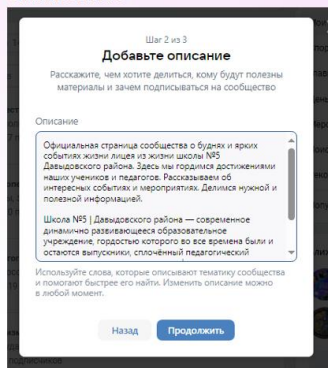 Шаг 2 из 3
Добавьте описание
Расскажите, чем хотите делиться, кому будут полезны
материалы и зачем подписываться на сообщество
Описание
Официальная страница сообщества о буднях и ярких
событиях жизни лицея из жизни школы №5
Давыдовского района. Здесь мы гордимся достижениями
наших учеников и педагогов. Рассказываем об
интересных событиях и мероприятиях. Делимся нужной и
полезной информацией.
Школа №5 | Давыдовского района — современное
динамично развивающееся образовательное
учреждение, гордостью которого во все времена были и
остаются выпускники, сплочённый педагогический
Используйте слова, которые описывают тематику сообщества
и помогают быстрее его найти. Изменить описание можно
в любой момент.
Назад
Продолжить